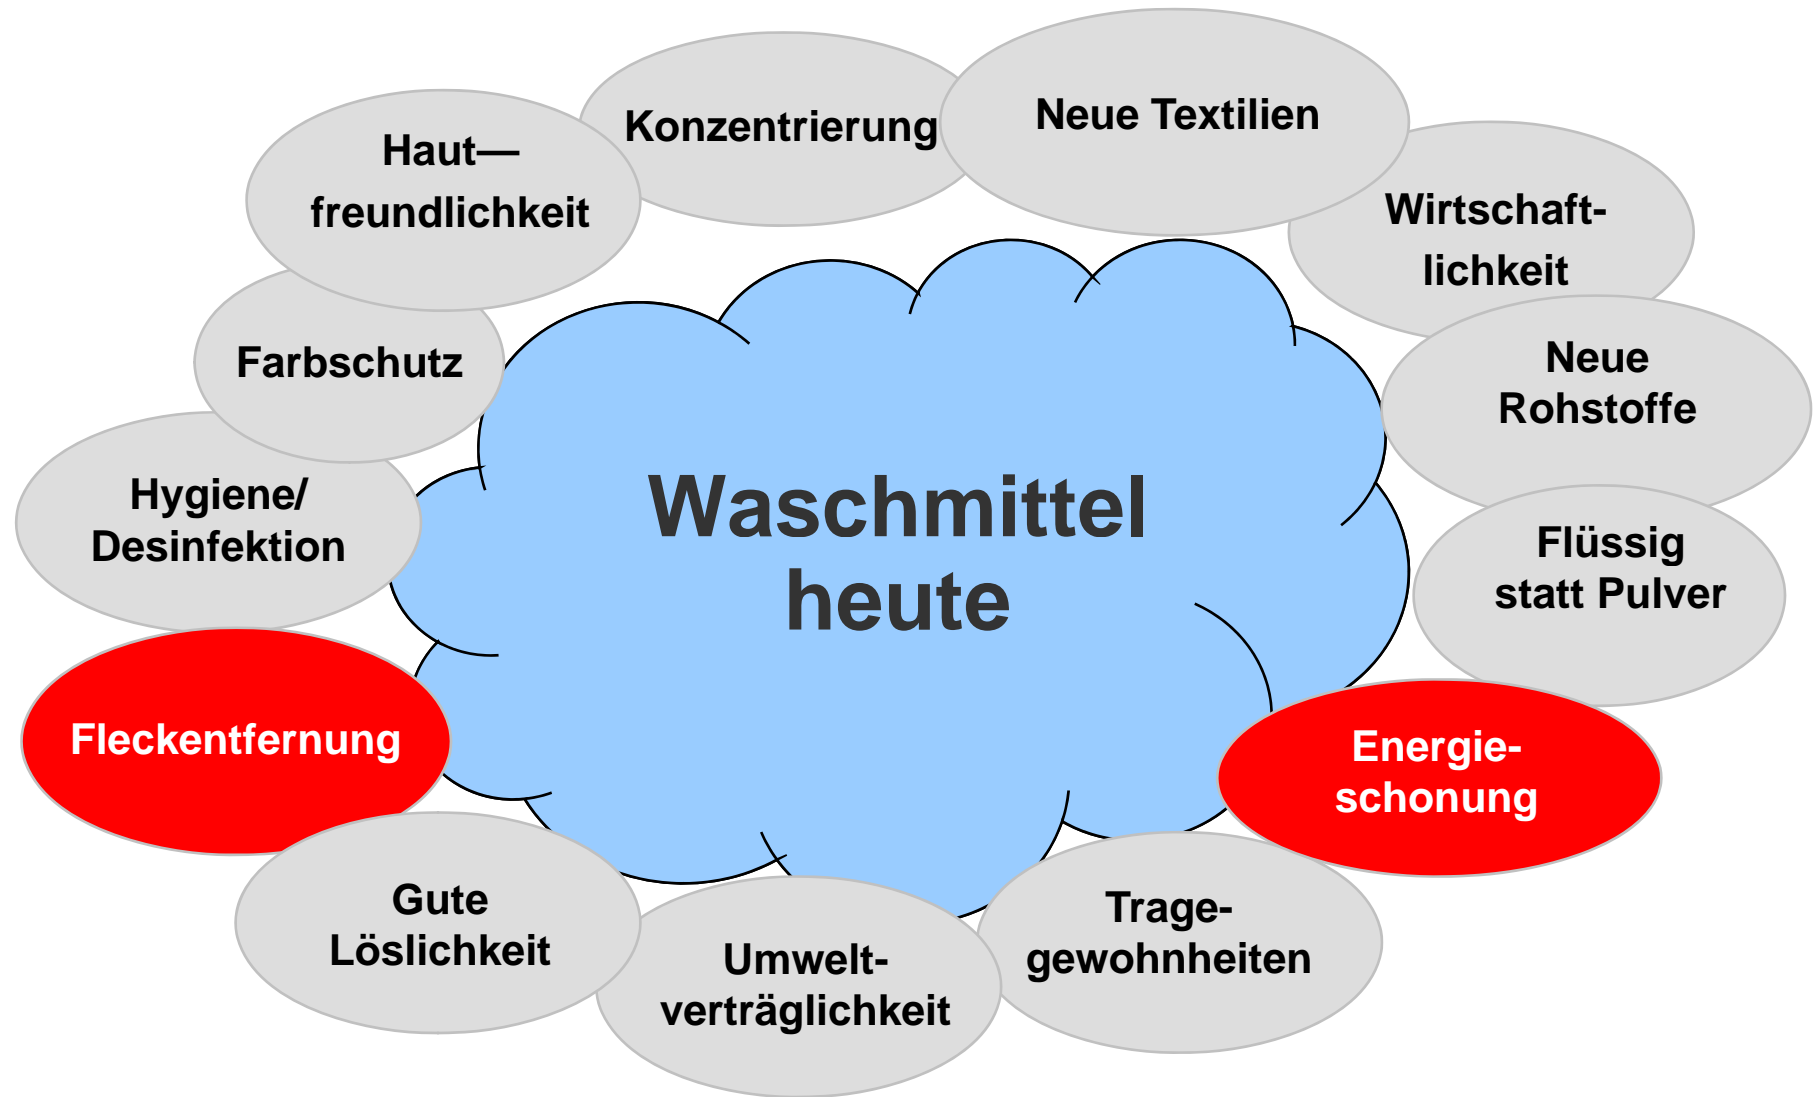 Konzentrierung
Neue Textilien
Haut—
freundlichkeit
Wirtschaft-
lichkeit
Farbschutz
Neue
Rohstoffe
Hygiene/
Desinfektion
Waschmittel
heute
Flüssig
statt Pulver
Fleckentfernung
Energie-
schonung
Gute
Löslichkeit
Umwelt-
verträglichkeit
Trage-
gewohnheiten